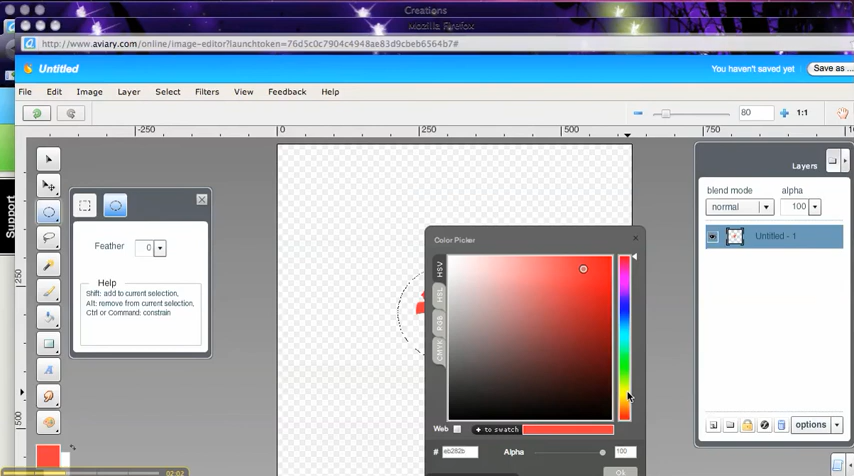 Creations
Mozilla Firefox
http://www.aviary.com/online/image-editor?launchtoken=76d5c0c7904c4948ae83d9cbeb6564b7#
Untitled
You haven't saved yet
Save as ...
File Edit Image Layer Select Filters View Feedback Help
80
1:1
-250 0 250 500 750
Support
250
500
Feather 0
Help
Shift: add to current selection,
Alt: remove from current selection,
Ctrl or Command: constrain
A
Color Picker
HSV
HSL
RGB
CMYK
Web
+ to swatch
# eb282b
Alpha
100
Ok
Layers
blend mode
alpha
normal
100
Untitled - 1
options
02:02